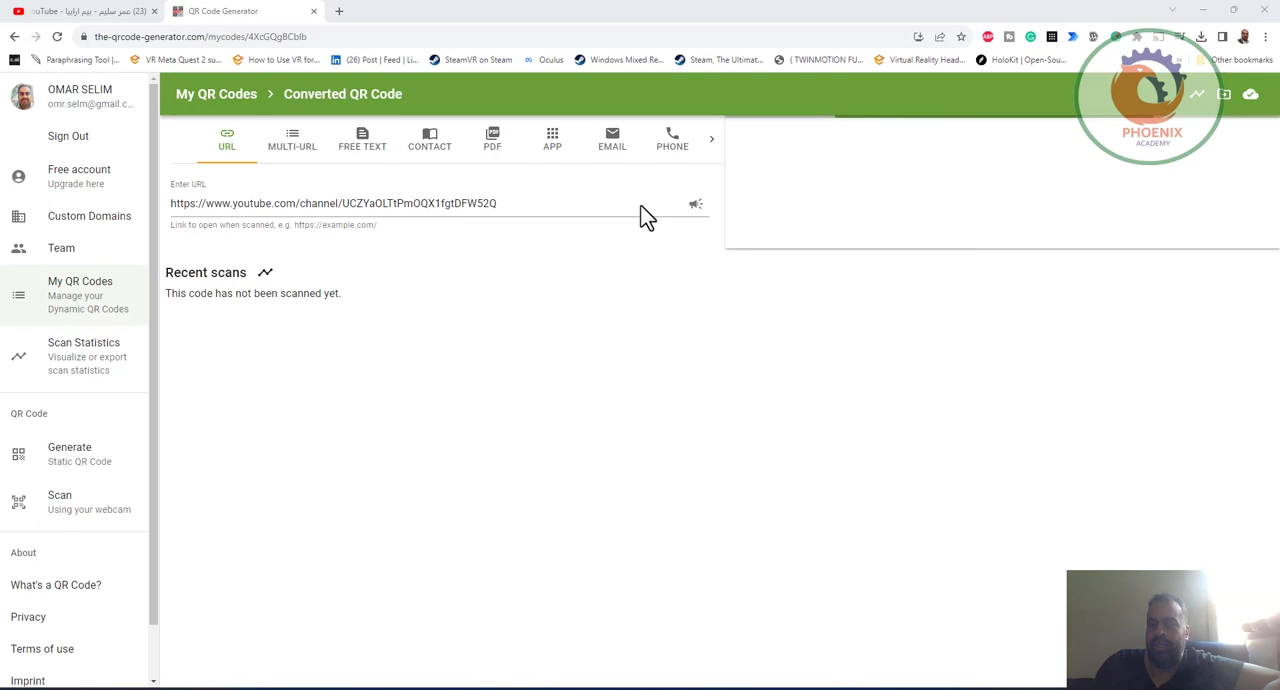 ouTube - عمر سليم - بيم ارابيا (23)
QR Code Generator
the-qrcode-generator.com/mycodes/4XcGQgBCbIb
Paraphrasing Tool |...
VR Meta Quest 2 su...
How to Use VR for...
(26) Post | Feed | Li...
SteamVR on Steam
Oculus
Windows Mixed Re...
Steam, The Ultimat...
( TWINMOTION FU...
Virtual Reality Head...
HoloKit | Open-Sou...
Other bookmarks
OMAR SELIM
omr.selm@gmail.c...
Sign Out
Free account
Upgrade here
Custom Domains
Team
My QR Codes
Manage your
Dynamic QR Codes
Scan Statistics
Visualize or export
scan statistics
QR Code
Generate
Static QR Code
Scan
Using your webcam
About
What's a QR Code?
Privacy
Terms of use
Imprint
My QR Codes > Converted QR Code
URL
MULTI-URL
FREE TEXT
CONTACT
PDF
APP
EMAIL
PHONE
Enter URL
https://www.youtube.com/channel/UCZYaOLTtPmOQX1fgtDFW52Q
Link to open when scanned, e.g. https://example.com/
Recent scans
This code has not been scanned yet.
PHOENIX
ACADEMY